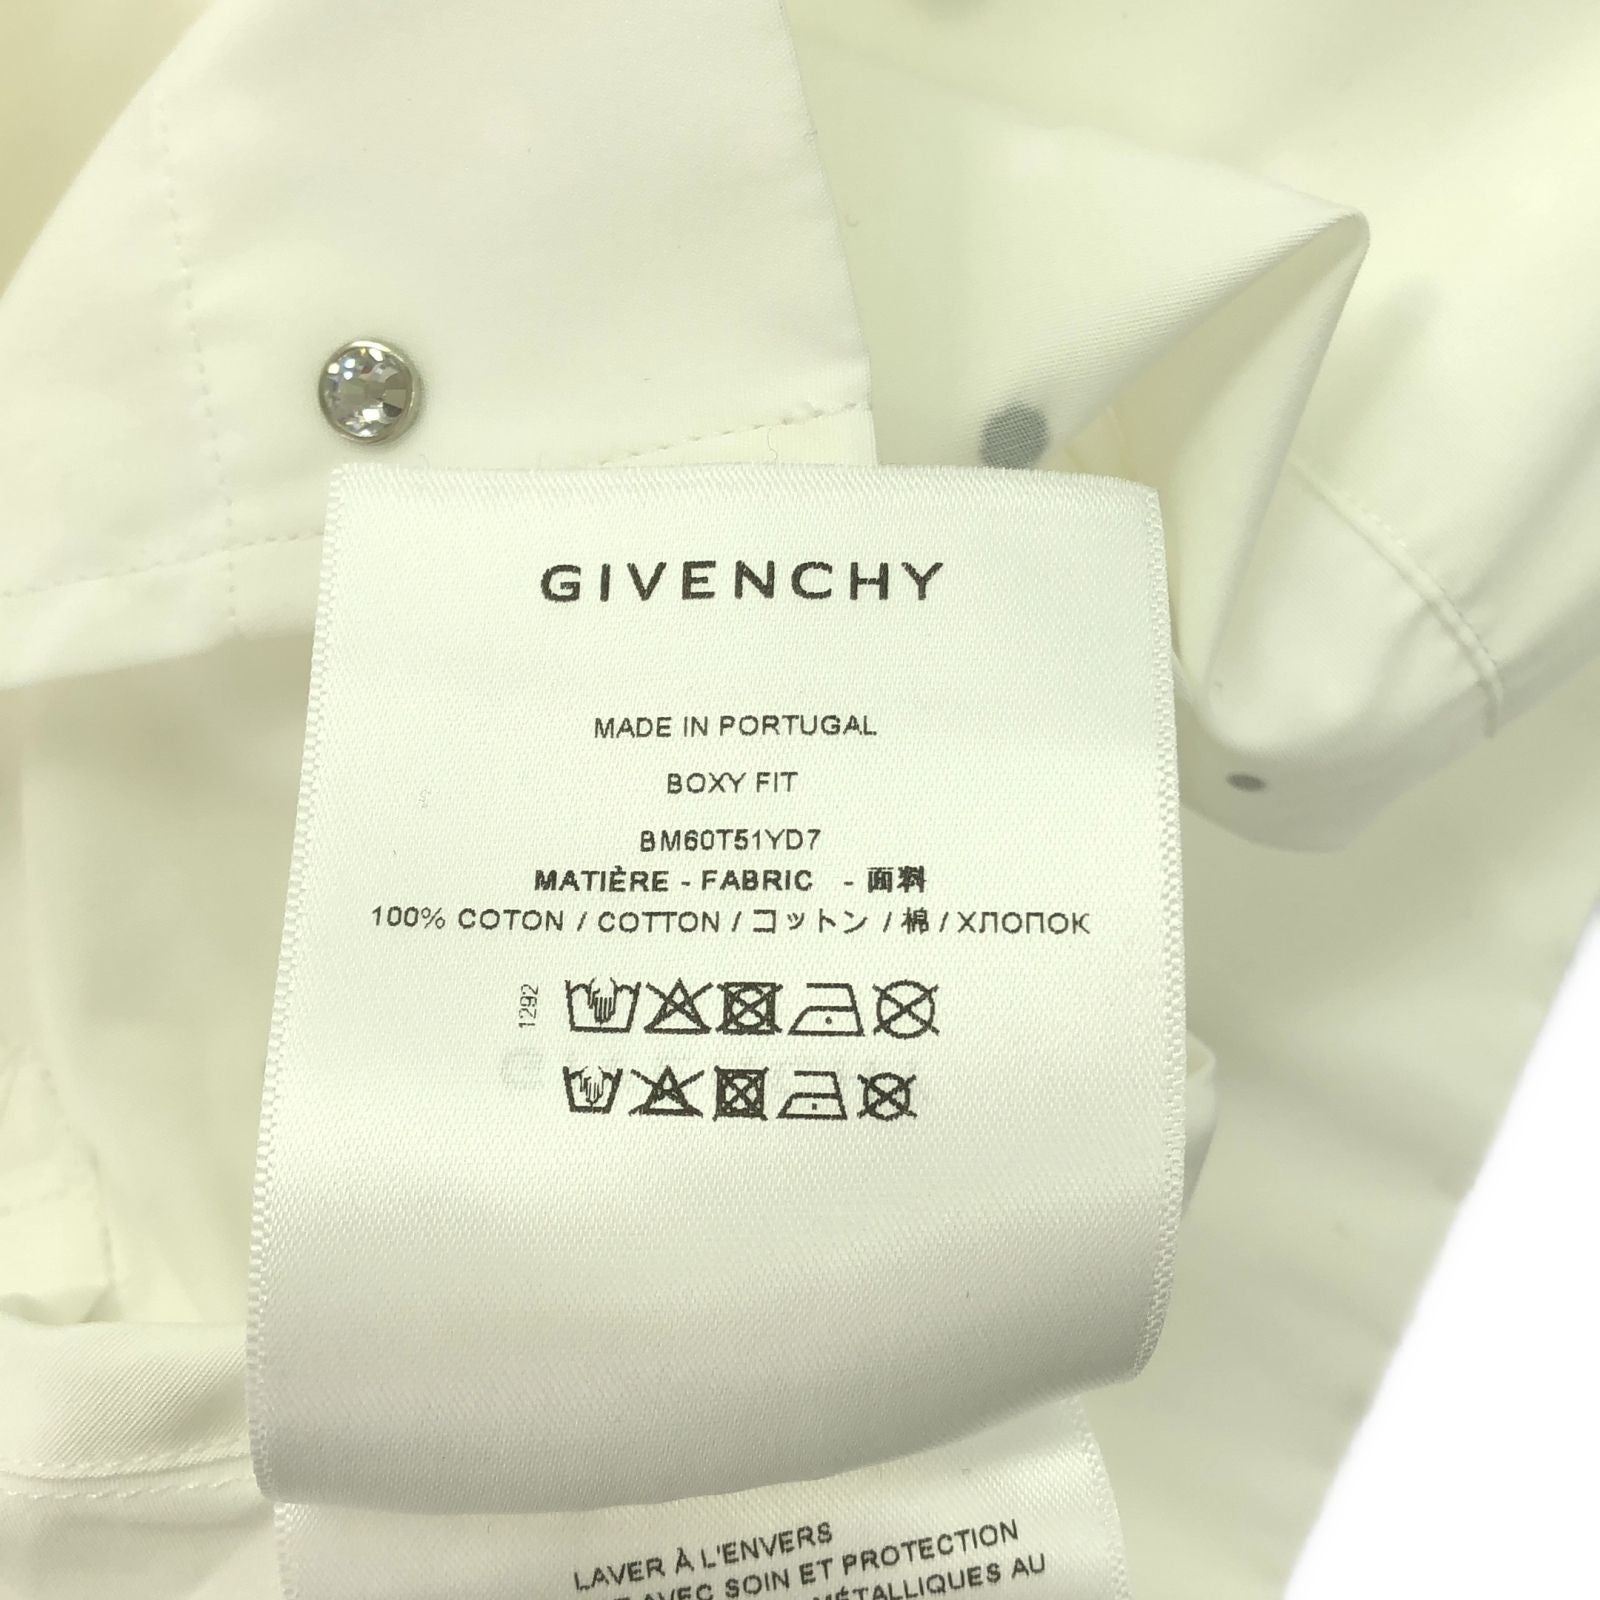 GIVENCHY
MADE IN PORTUGAL
BOXY FIT
BM60T51YD7
MATIÈRE - FABRIC - 面料
100% COTON / COTTON / コットン / 棉 / ХЛОПОК
1292
LAVER À L'ENVERS
AVEC SOIN ET PROTECTION
MÉTALLIQUES AU